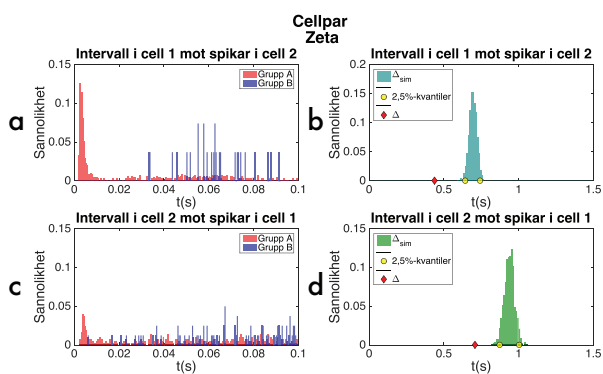 Cellpar
Zeta
a
Intervall i cell 1 mot spikar i cell 2
Sannolikhet
0.15
0.1
0.05
0
0 0.02 0.04 0.06 0.08 0.1
t(s)
Grupp A
Grupp B
b
Intervall i cell 1 mot spikar i cell 2
Sannolikhet
0.2
0.15
0.1
0.05
0
0.5 1 1.5
t(s)
Δsim
2,5%-kvantiler
Δ
c
Intervall i cell 2 mot spikar i cell 1
Sannolikhet
0.15
0.1
0.05
0
0 0.02 0.04 0.06 0.08 0.1
t(s)
Grupp A
Grupp B
d
Intervall i cell 2 mot spikar i cell 1
Sannolikhet
0.15
0.1
0.05
0
0 0.5 1 1.5
t(s)
Δsim
2,5%-kvantiler
Δ